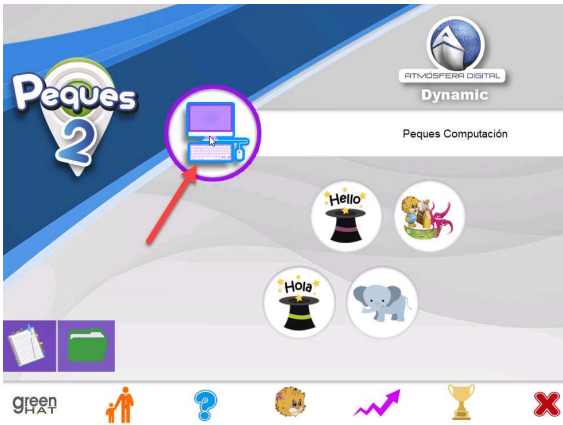 Peques
2
ATMÓSFERA DIGITAL
Dynamic
Peques Computación
Hello
Hola
green
HAT
?